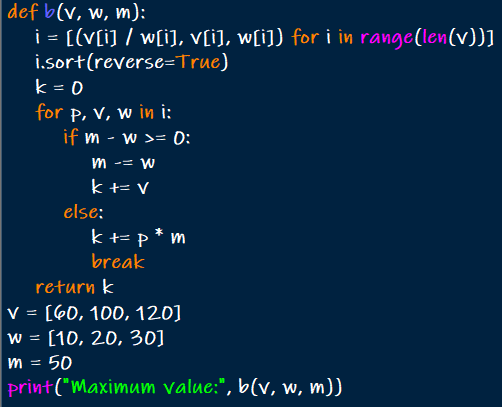 def b(v, w, m):
    i = [(v[i] / w[i], v[i], w[i]) for i in range(len(v))]
    i.sort(reverse=True)
    k = 0
    for p, v, w in i:
        if m - w >= 0:
            m -= w
            k += v
        else:
            k += p * m
            break
    return k
v = [60, 100, 120]
w = [10, 20, 30]
m = 50
print("Maximum value:", b(v, w, m))